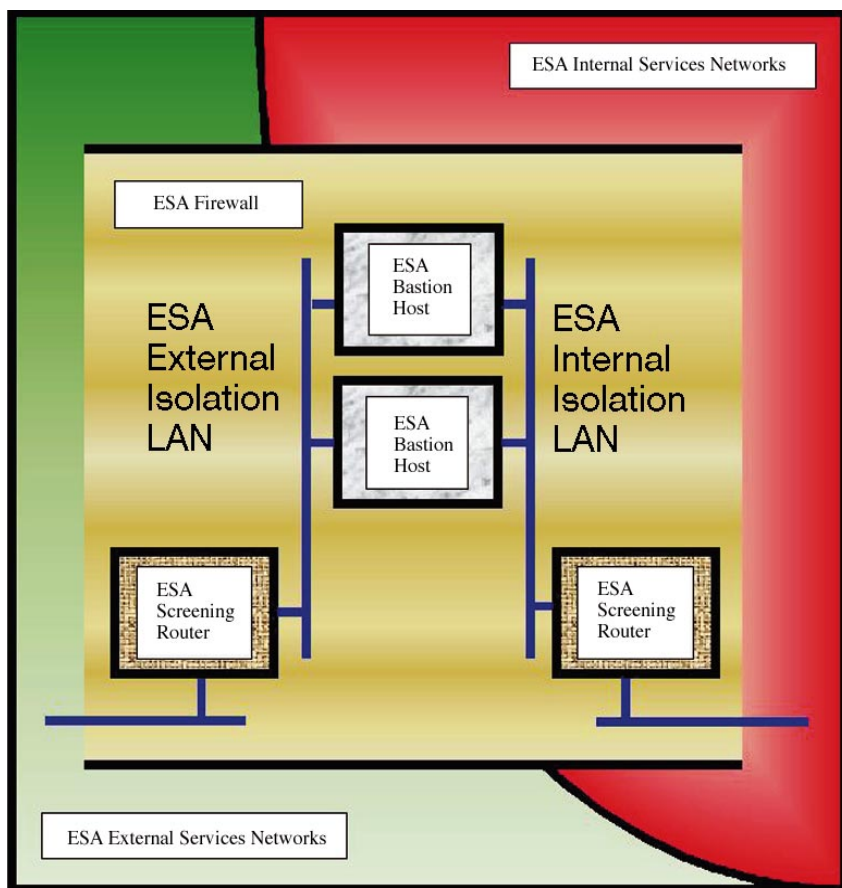 ESA Internal Services Networks
ESA Firewall
ESA
Bastion
Host
ESA
External
Isolation
LAN
ESA
Internal
Isolation
LAN
ESA
Bastion
Host
ESA
Screening
Router
ESA
Screening
Router
ESA External Services Networks